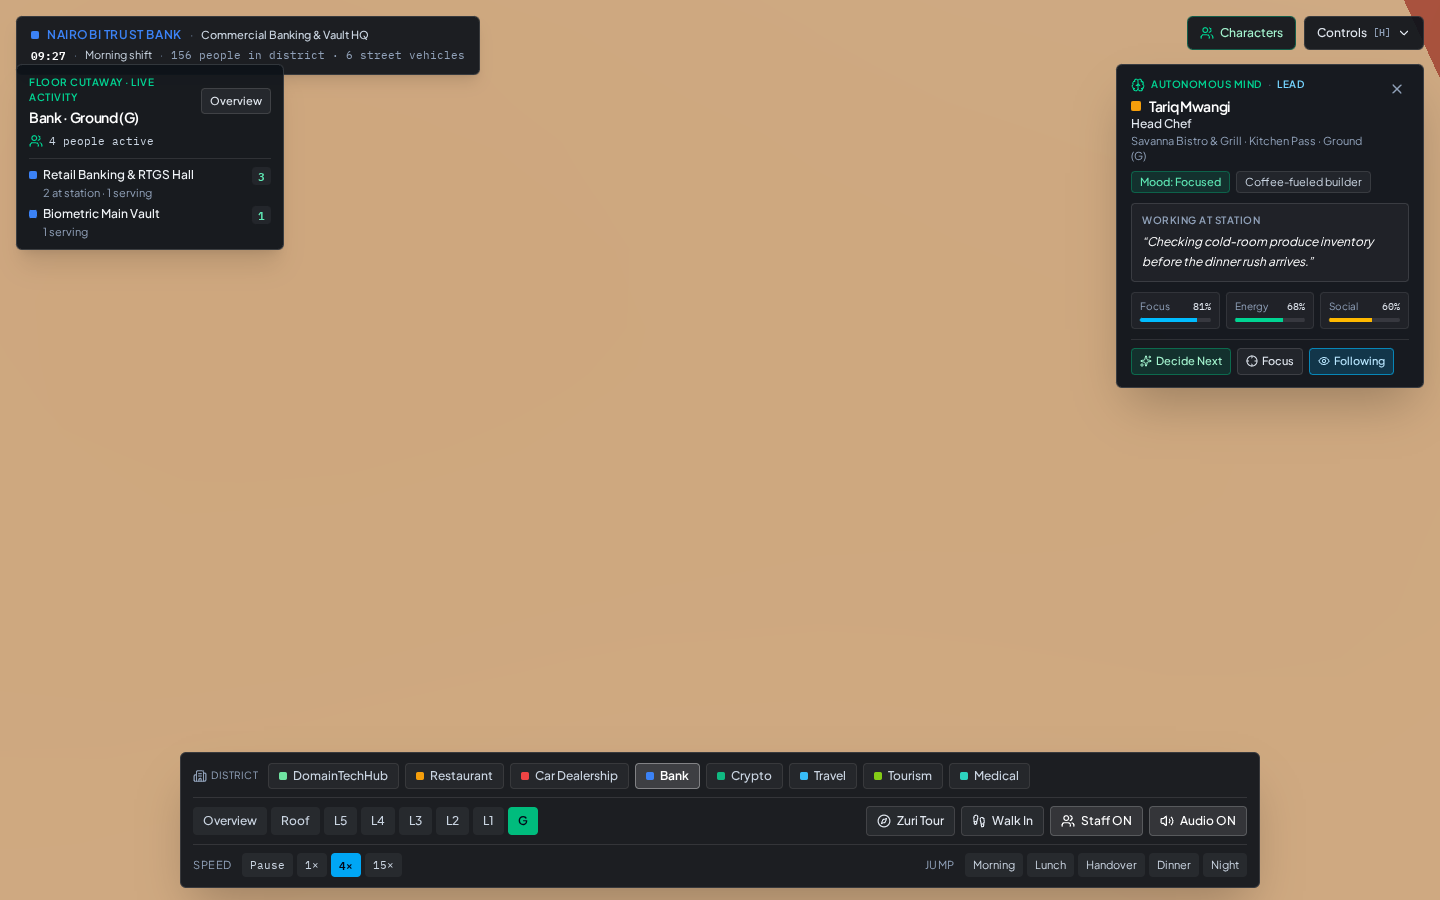 NAIROBI TRUST BANK · Commercial Banking & Vault HQ
09:27 · Morning shift · 156 people in district · 6 street vehicles
FLOOR CUTAWAY · LIVE
ACTIVITY
Overview
Bank · Ground (G)
4 people active
Retail Banking & RTGS Hall 3
2 at station · 1 serving
Biometric Main Vault 1
1 serving
Characters
Controls [H]
AUTONOMOUS MIND · LEAD
Tariq Mwangi
Head Chef
Savanna Bistro & Grill · Kitchen Pass · Ground
(G)
Mood: Focused Coffee-fueled builder
WORKING AT STATION
“Checking cold-room produce inventory
before the dinner rush arrives.”
Focus 81% Energy 68% Social 60%
Decide Next Focus Following
DISTRICT DomainTechHub Restaurant Car Dealership Bank Crypto Travel Tourism Medical
Overview Roof L5 L4 L3 L2 L1 G Zuri Tour Walk In Staff ON Audio ON
SPEED Pause 1× 4× 15× JUMP Morning Lunch Handover Dinner Night